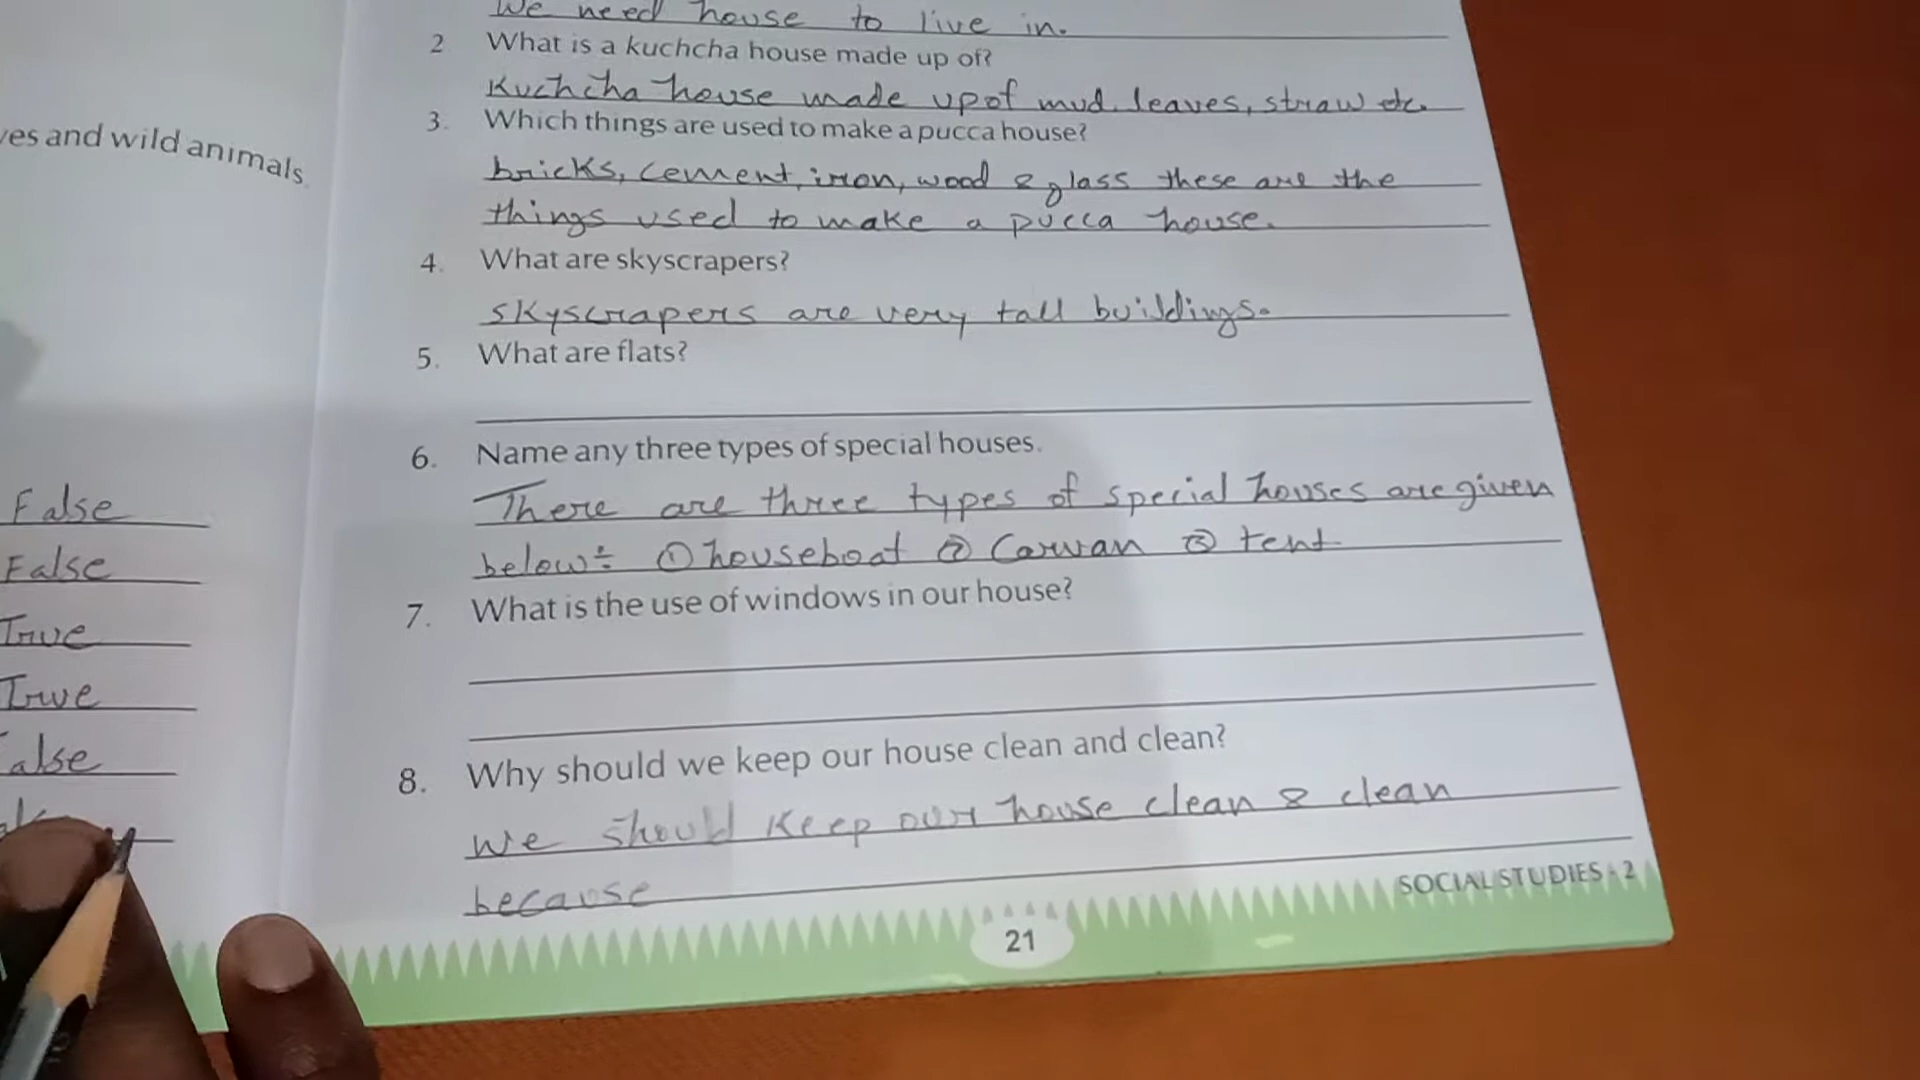 ves and wild animals.
False
False
True
True
alse
We need house to live in.
2 What is a kuchcha house made up of?
Kuchcha house made upof mud, leaves, straw etc.
3. Which things are used to make a pucca house?
bricks, cement, iron, wood & glass these are the
things used to make a pucca house.
4. What are skyscrapers?
skyscrapers are very tall buildings.
5. What are flats?
6. Name any three types of special houses.
There are three types of special houses are given
below÷ ① houseboat ② Carvan ③ tent
7. What is the use of windows in our house?
8. Why should we keep our house clean and clean?
We should keep our house clean & clean
because
SOCIAL STUDIES - 2
21